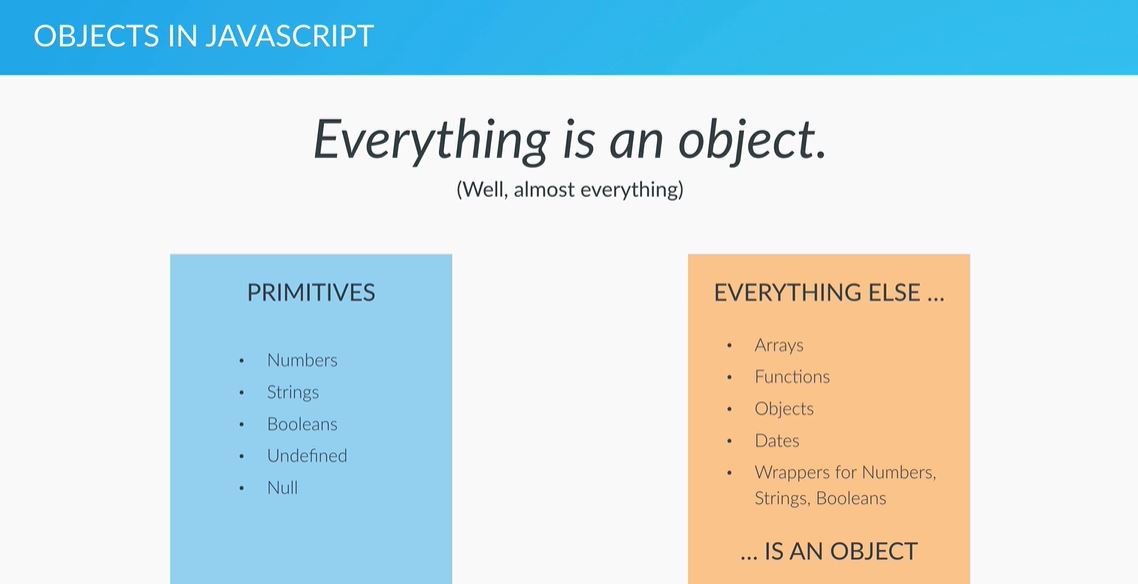 OBJECTS IN JAVASCRIPT
Everything is an object.
(Well, almost everything)
PRIMITIVES
• Numbers
• Strings
• Booleans
• Undefined
• Null
EVERYTHING ELSE ...
• Arrays
• Functions
• Objects
• Dates
• Wrappers for Numbers,
Strings, Booleans
... IS AN OBJECT